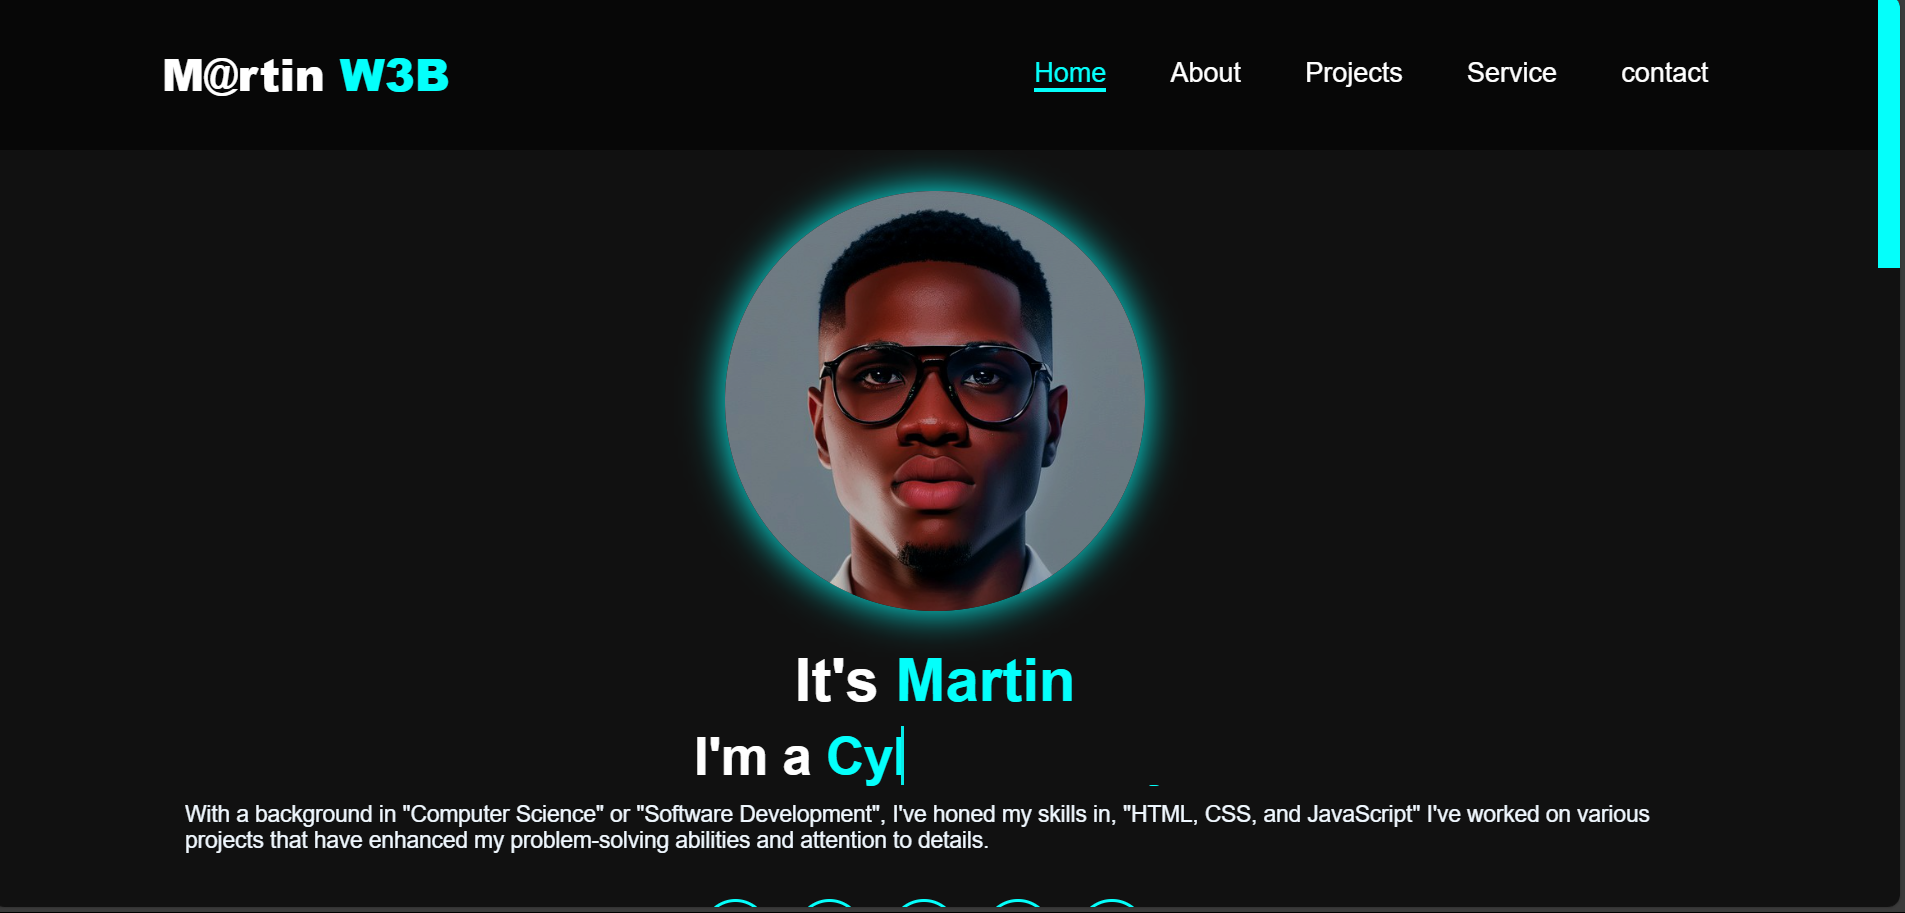 M@rtin W3B
Home About Projects Service contact
It's Martin
I'm a Cy
With a background in "Computer Science" or "Software Development", I've honed my skills in, "HTML, CSS, and JavaScript" I've worked on various
projects that have enhanced my problem-solving abilities and attention to details.